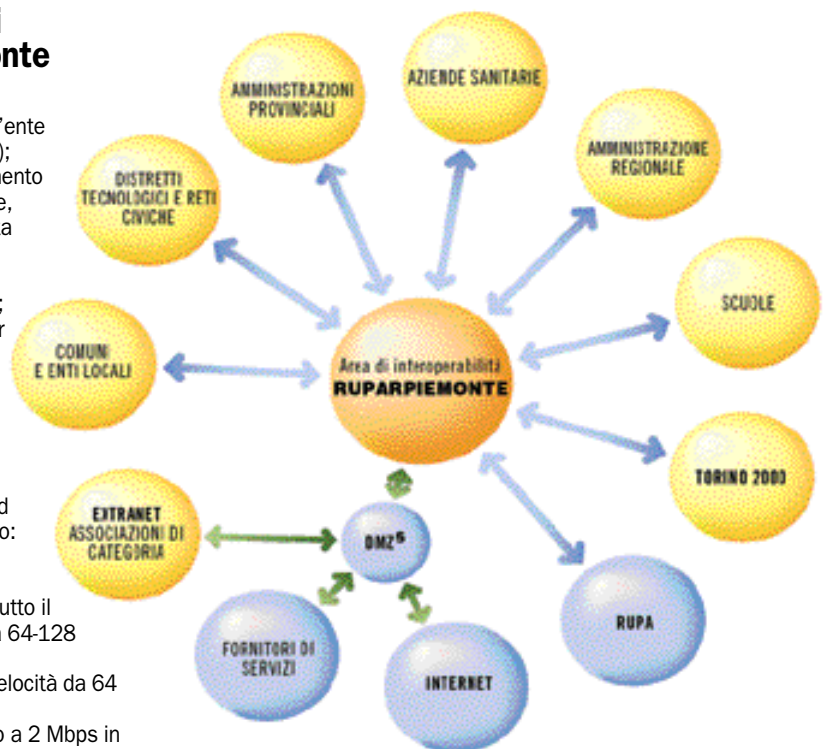 i
onte
'ente
);
mento
e,
ta
;
r
d
o:
utto il
a 64-128
elocità da 64
o a 2 Mbps in
AMMINISTRAZIONI
PROVINCIALI
AZIENDE SANITARIE
AMMINISTRAZIONE
REGIONALE
DISTRETTI
TECNOLOGICI E RETI
CIVICHE
SCUOLE
COMUNI
E ENTI LOCALI
Area di interoperabilità
RUPARPIEMONTE
TORINO 2000
EXTRANET
ASSOCIAZIONI DI
CATEGORIA
DMZ⁵
RUPA
FORNITORI DI
SERVIZI
INTERNET